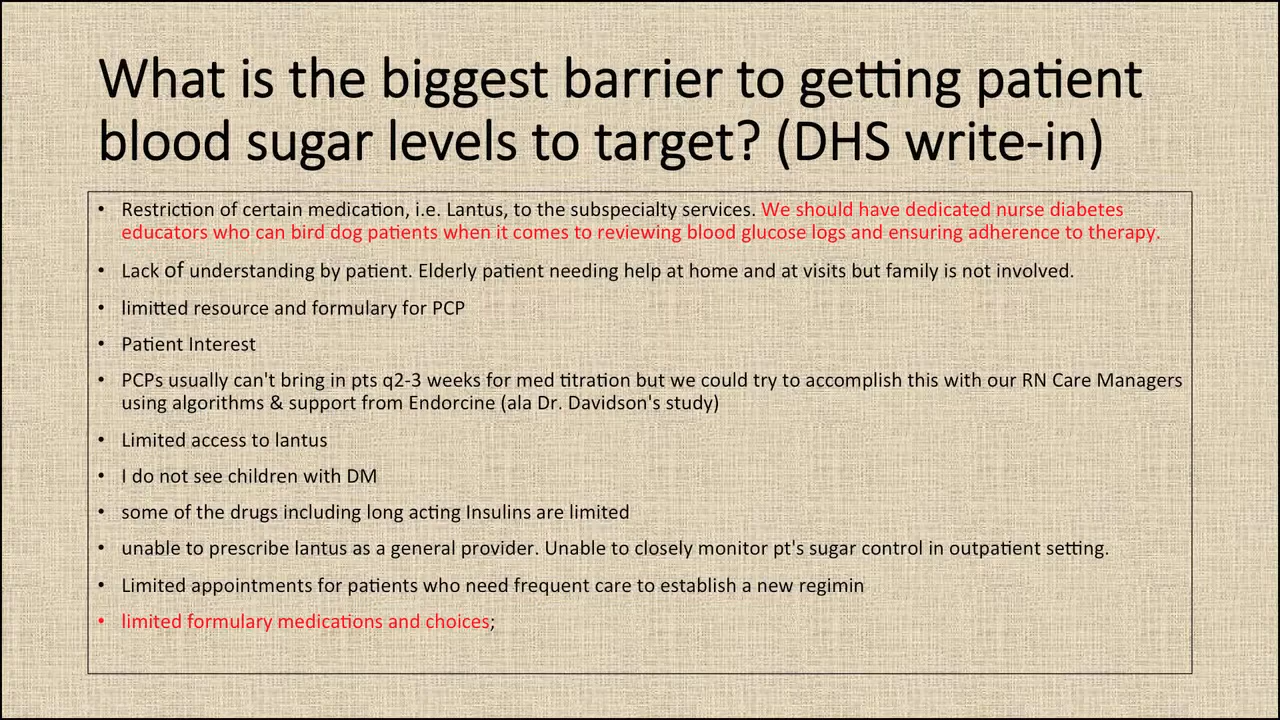 What is the biggest barrier to getting patient
blood sugar levels to target? (DHS write-in)
• Restriction of certain medication, i.e. Lantus, to the subspecialty services. We should have dedicated nurse diabetes
educators who can bird dog patients when it comes to reviewing blood glucose logs and ensuring adherence to therapy.
• Lack of understanding by patient. Elderly patient needing help at home and at visits but family is not involved.
• limitted resource and formulary for PCP
• Patient Interest
• PCPs usually can't bring in pts q2-3 weeks for med titration but we could try to accomplish this with our RN Care Managers
using algorithms & support from Endorcine (ala Dr. Davidson's study)
• Limited access to lantus
• I do not see children with DM
• some of the drugs including long acting Insulins are limited
• unable to prescribe lantus as a general provider. Unable to closely monitor pt's sugar control in outpatient setting.
• Limited appointments for patients who need frequent care to establish a new regimin
• limited formulary medications and choices;